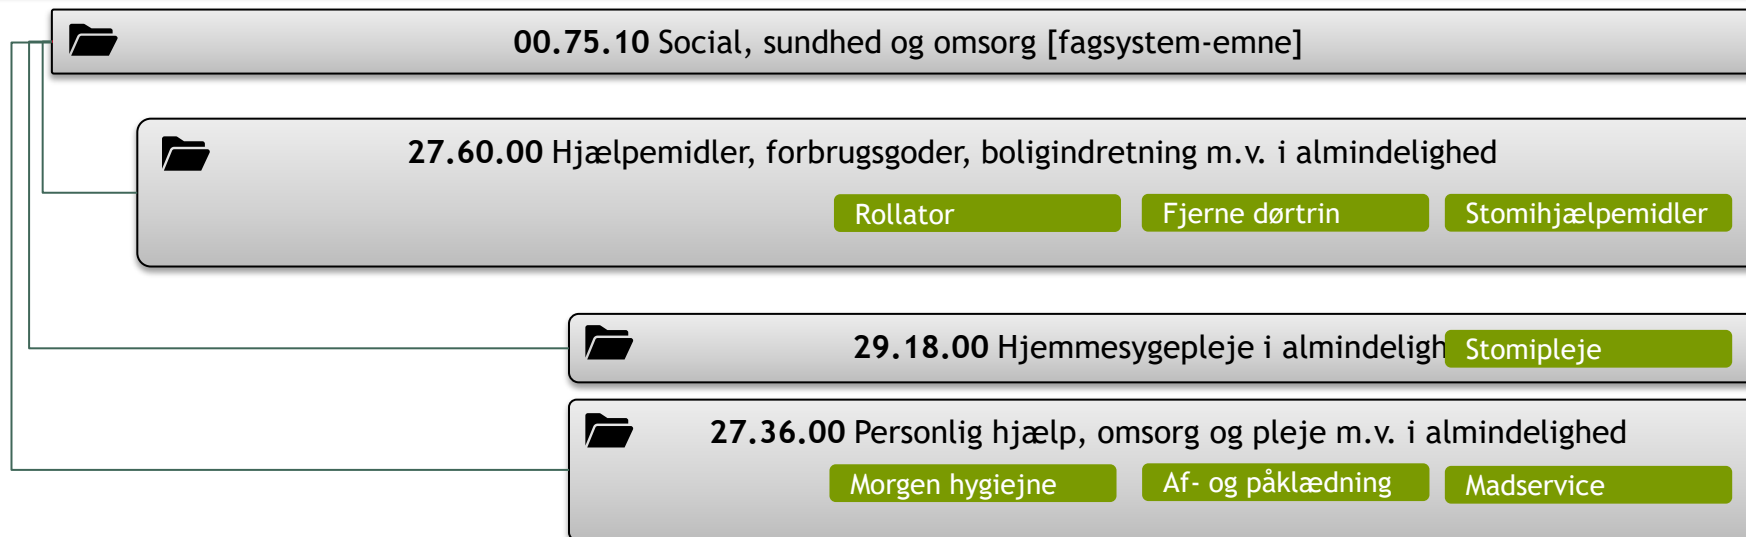 00.75.10 Social, sundhed og omsorg [fagsystem-emne]
27.60.00 Hjælpemidler, forbrugsgoder, boligindretning m.v. i almindelighed
Rollator Fjerne dørtrin Stomihjælpemidler
29.18.00 Hjemmesygepleje i almindeligh Stomipleje
27.36.00 Personlig hjælp, omsorg og pleje m.v. i almindelighed
Morgen hygiejne Af- og påklædning Madservice